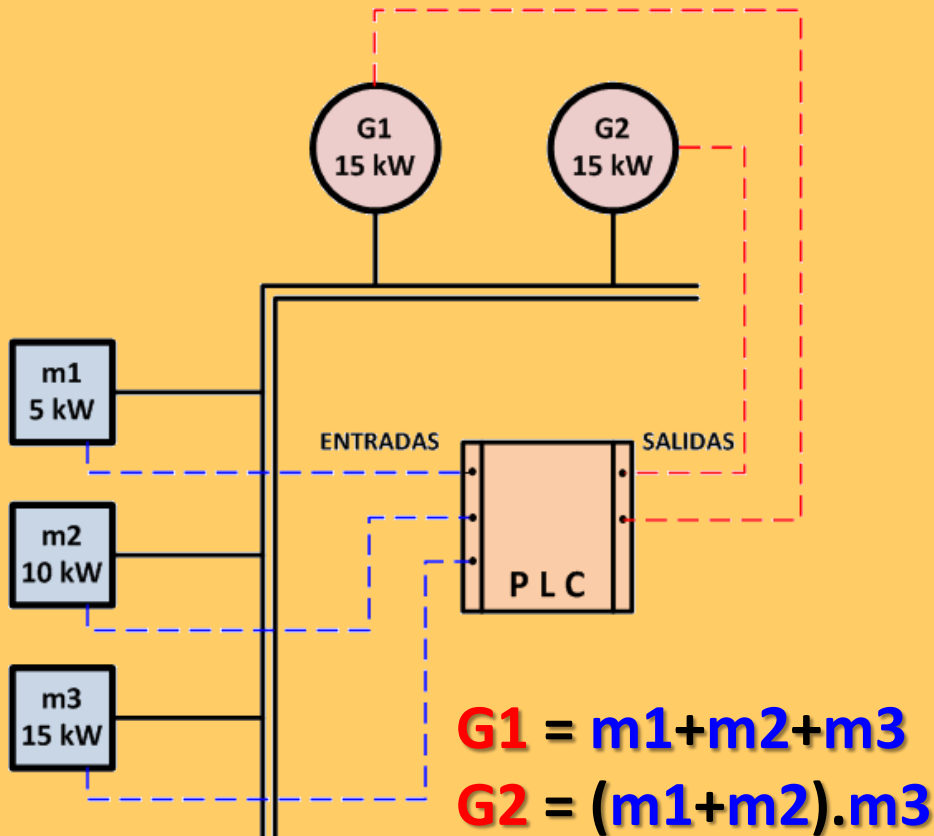 G1
15 kW
G2
15 kW
m1
5 kW
ENTRADAS
SALIDAS
m2
10 kW
P L C
m3
15 kW
G1 = m1+m2+m3
G2 = (m1+m2).m3